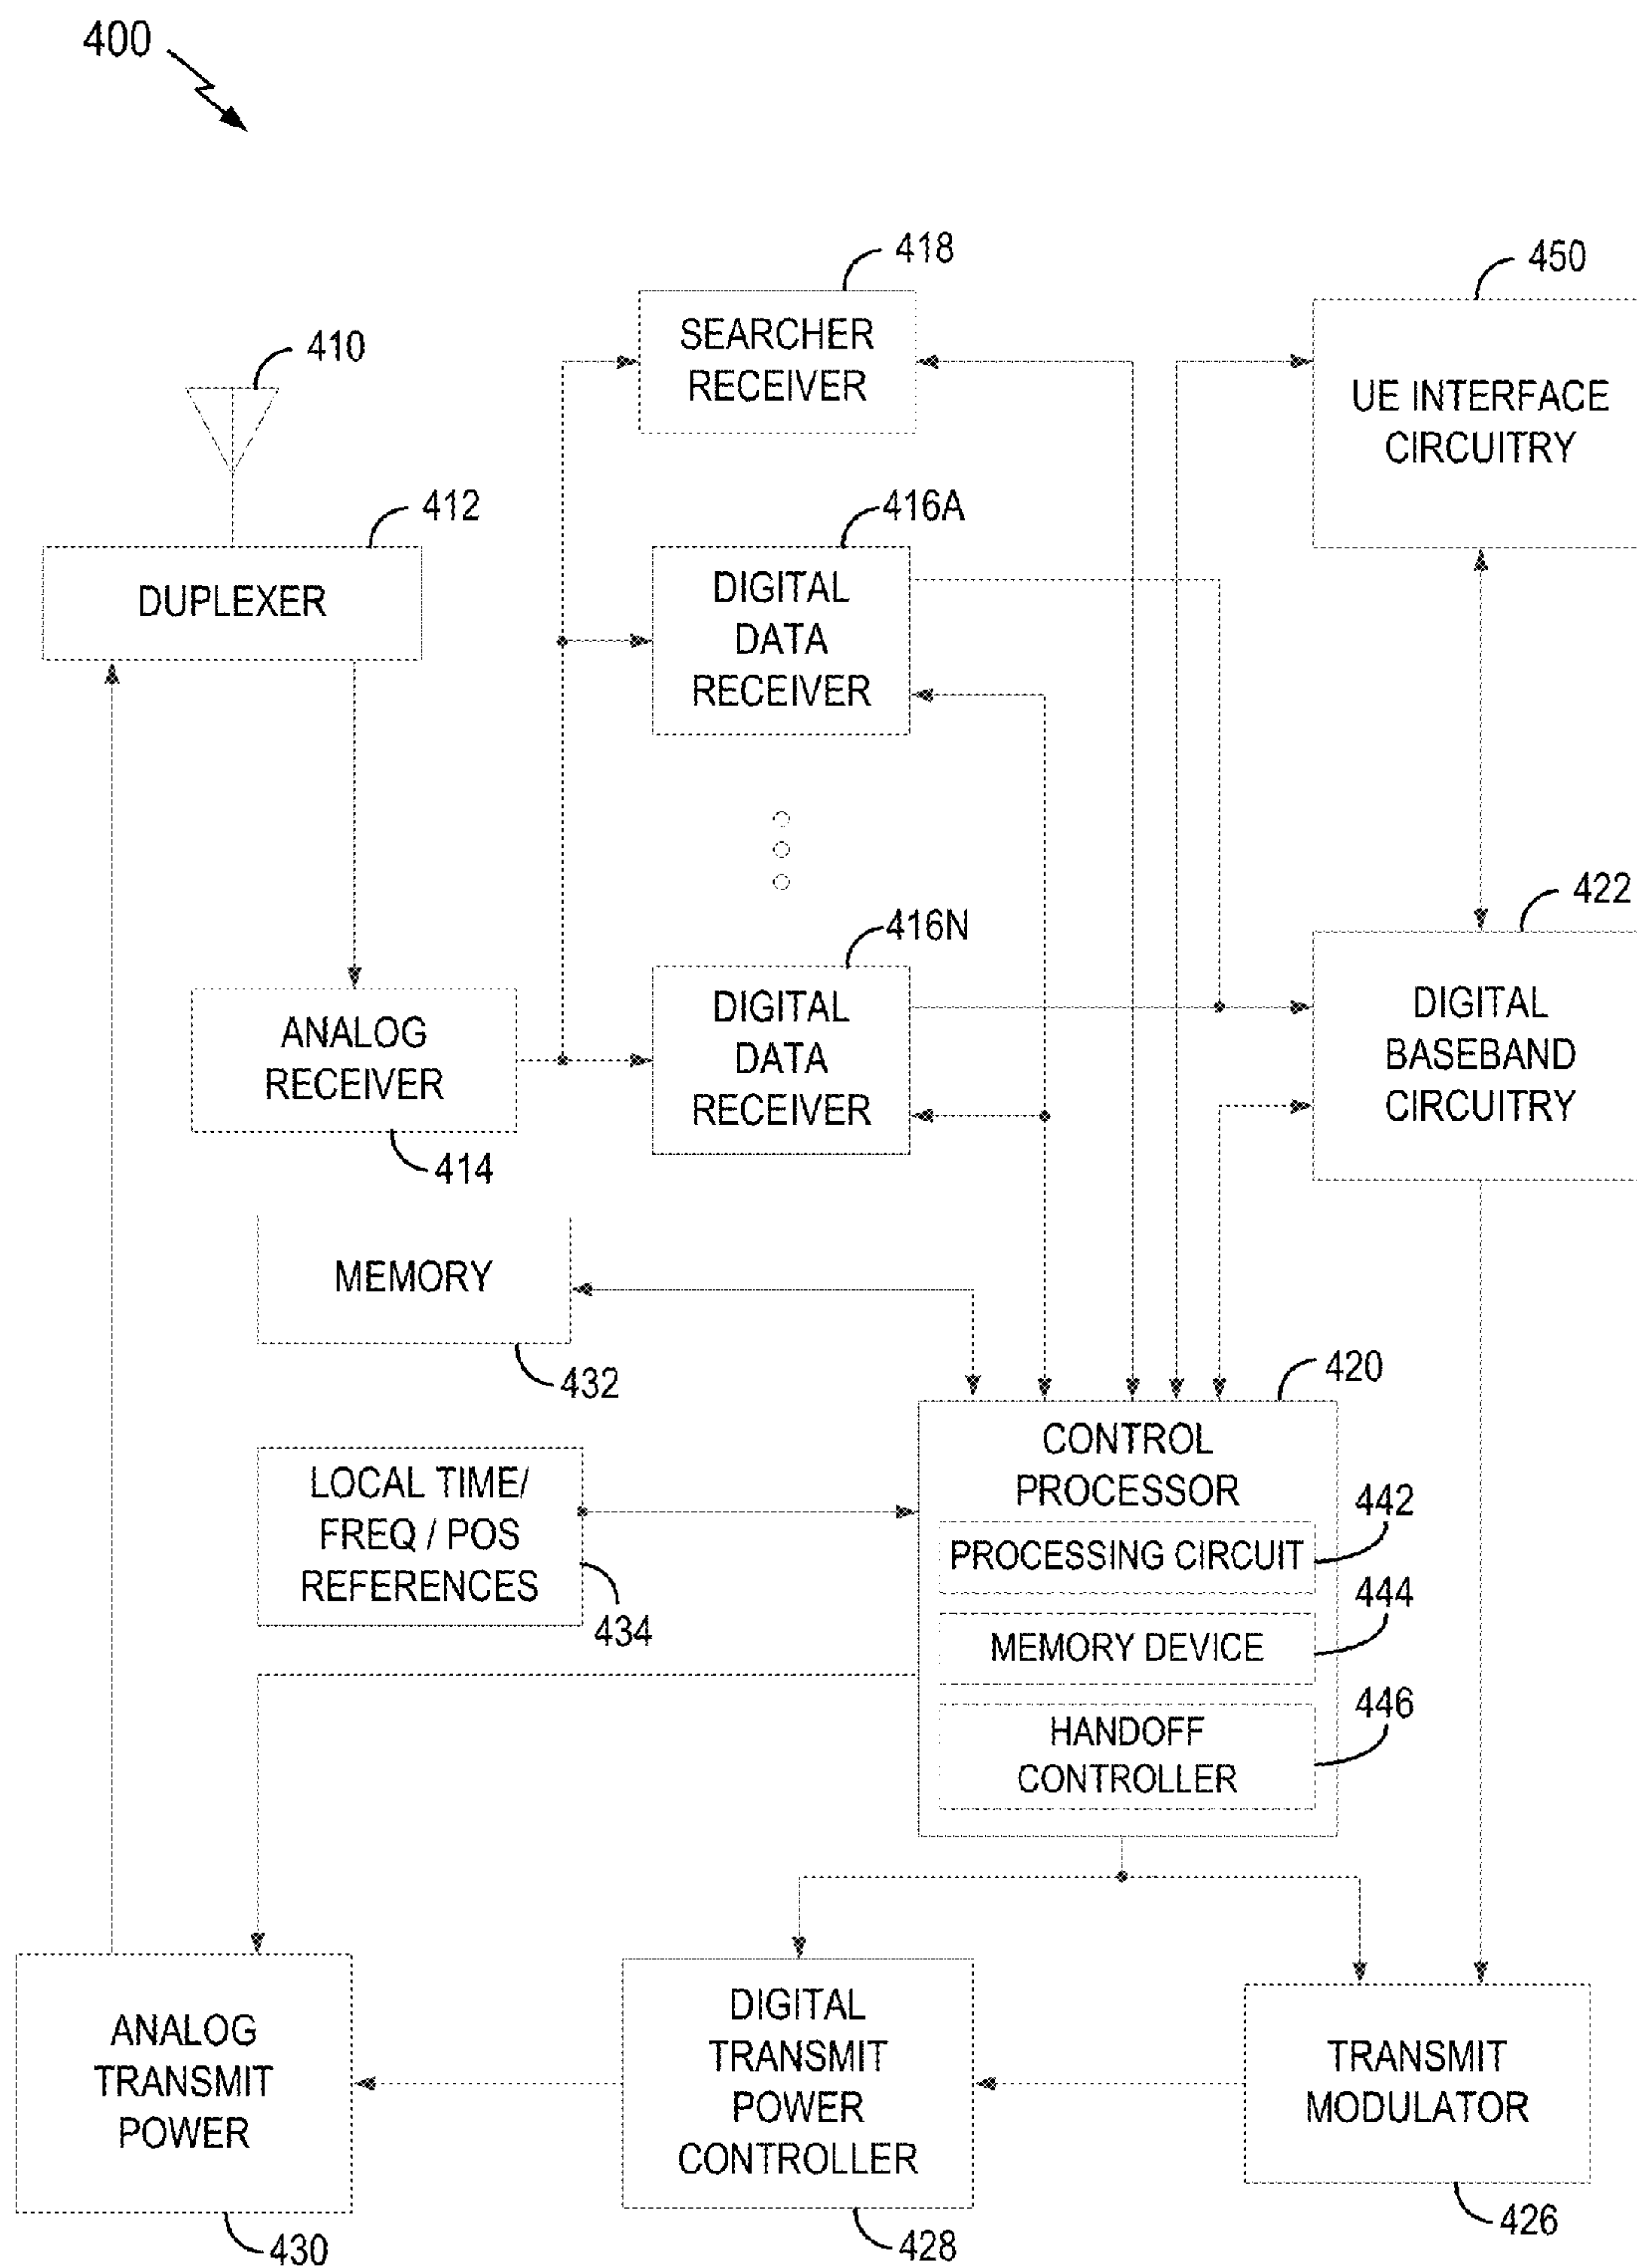 400
418
SEARCHER
RECEIVER
450
UE INTERFACE
CIRCUITRY
410
412
DUPLEXER
416A
DIGITAL
DATA
RECEIVER
422
DIGITAL
BASEBAND
CIRCUITRY
416N
DIGITAL
DATA
RECEIVER
ANALOG
RECEIVER
414
MEMORY
432
420
CONTROL
PROCESSOR
442
PROCESSING CIRCUIT
444
MEMORY DEVICE
446
HANDOFF
CONTROLLER
LOCAL TIME/
FREQ / POS
REFERENCES
434
ANALOG
TRANSMIT
POWER
430
DIGITAL
TRANSMIT
POWER
CONTROLLER
428
TRANSMIT
MODULATOR
426